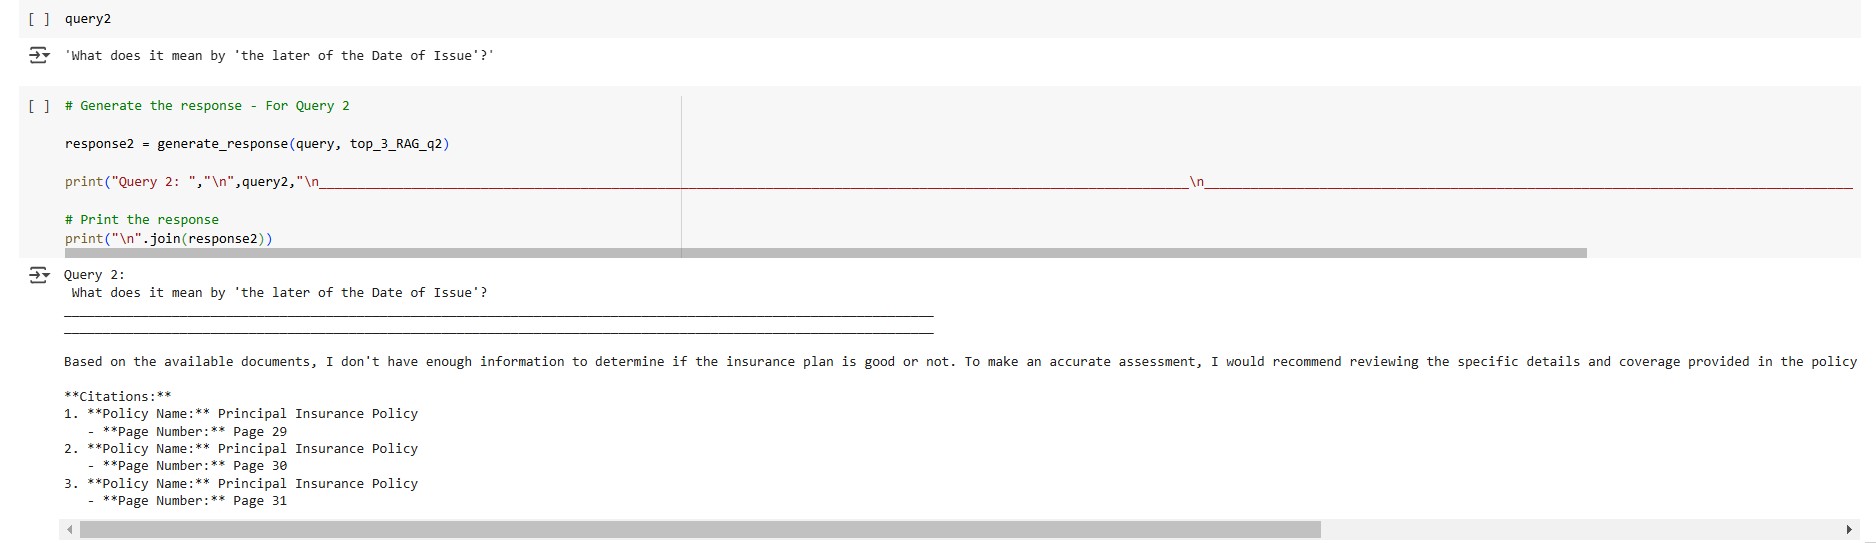 [ ] query2
'What does it mean by 'the later of the Date of Issue'?'
[ ] # Generate the response - For Query 2
response2 = generate_response(query, top_3_RAG_q2)
print("Query 2: ","\n",query2,"\n_________________________________________________________________________________________________________________\n____________________________________________________________________________________
# Print the response
print("\n".join(response2))
Query 2:
What does it mean by 'the later of the Date of Issue'?
_________________________________________________________________________________________________________________
_________________________________________________________________________________________________________________
Based on the available documents, I don't have enough information to determine if the insurance plan is good or not. To make an accurate assessment, I would recommend reviewing the specific details and coverage provided in the policy
**Citations:**
1. **Policy Name:** Principal Insurance Policy
- **Page Number:** Page 29
2. **Policy Name:** Principal Insurance Policy
- **Page Number:** Page 30
3. **Policy Name:** Principal Insurance Policy
- **Page Number:** Page 31